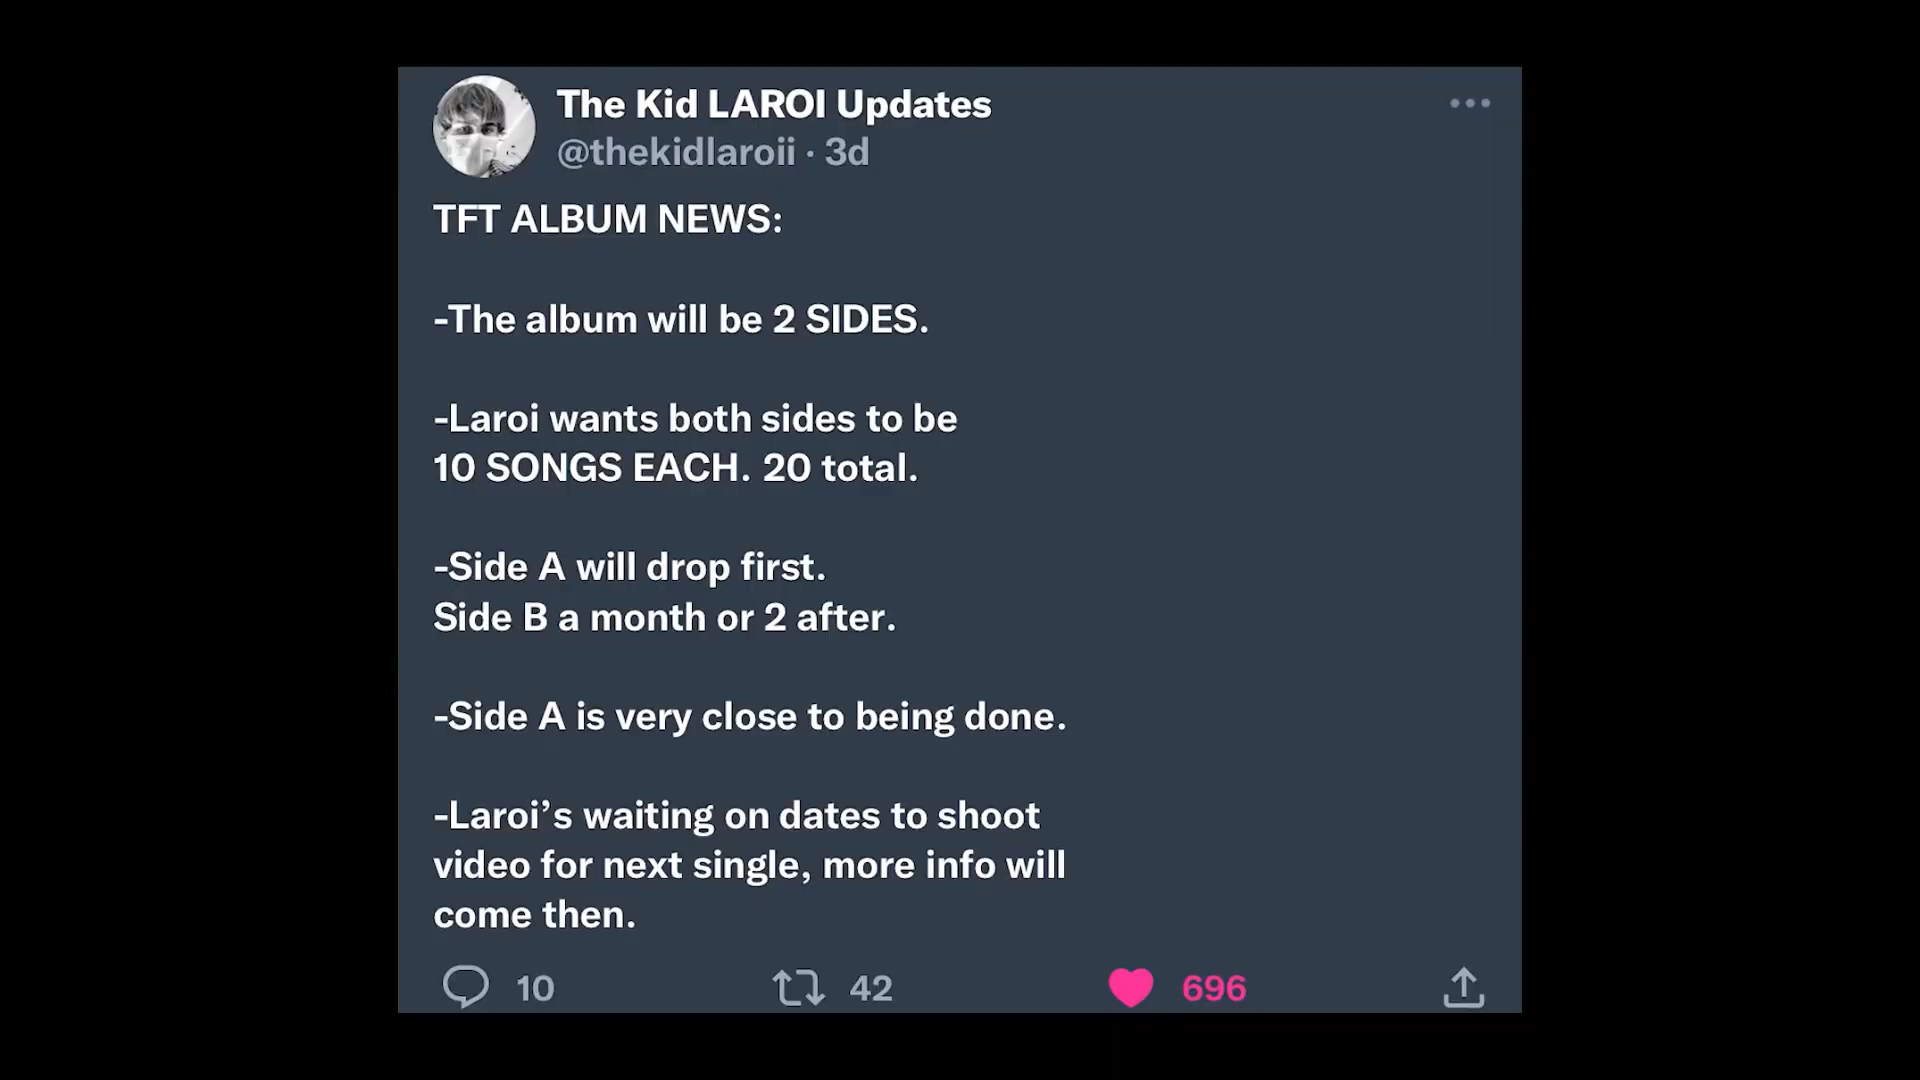 The Kid LAROI Updates
@thekidlaroii · 3d
TFT ALBUM NEWS:
-The album will be 2 SIDES.
-Laroi wants both sides to be
10 SONGS EACH. 20 total.
-Side A will drop first.
Side B a month or 2 after.
-Side A is very close to being done.
-Laroi’s waiting on dates to shoot
video for next single, more info will
come then.
10 42 696